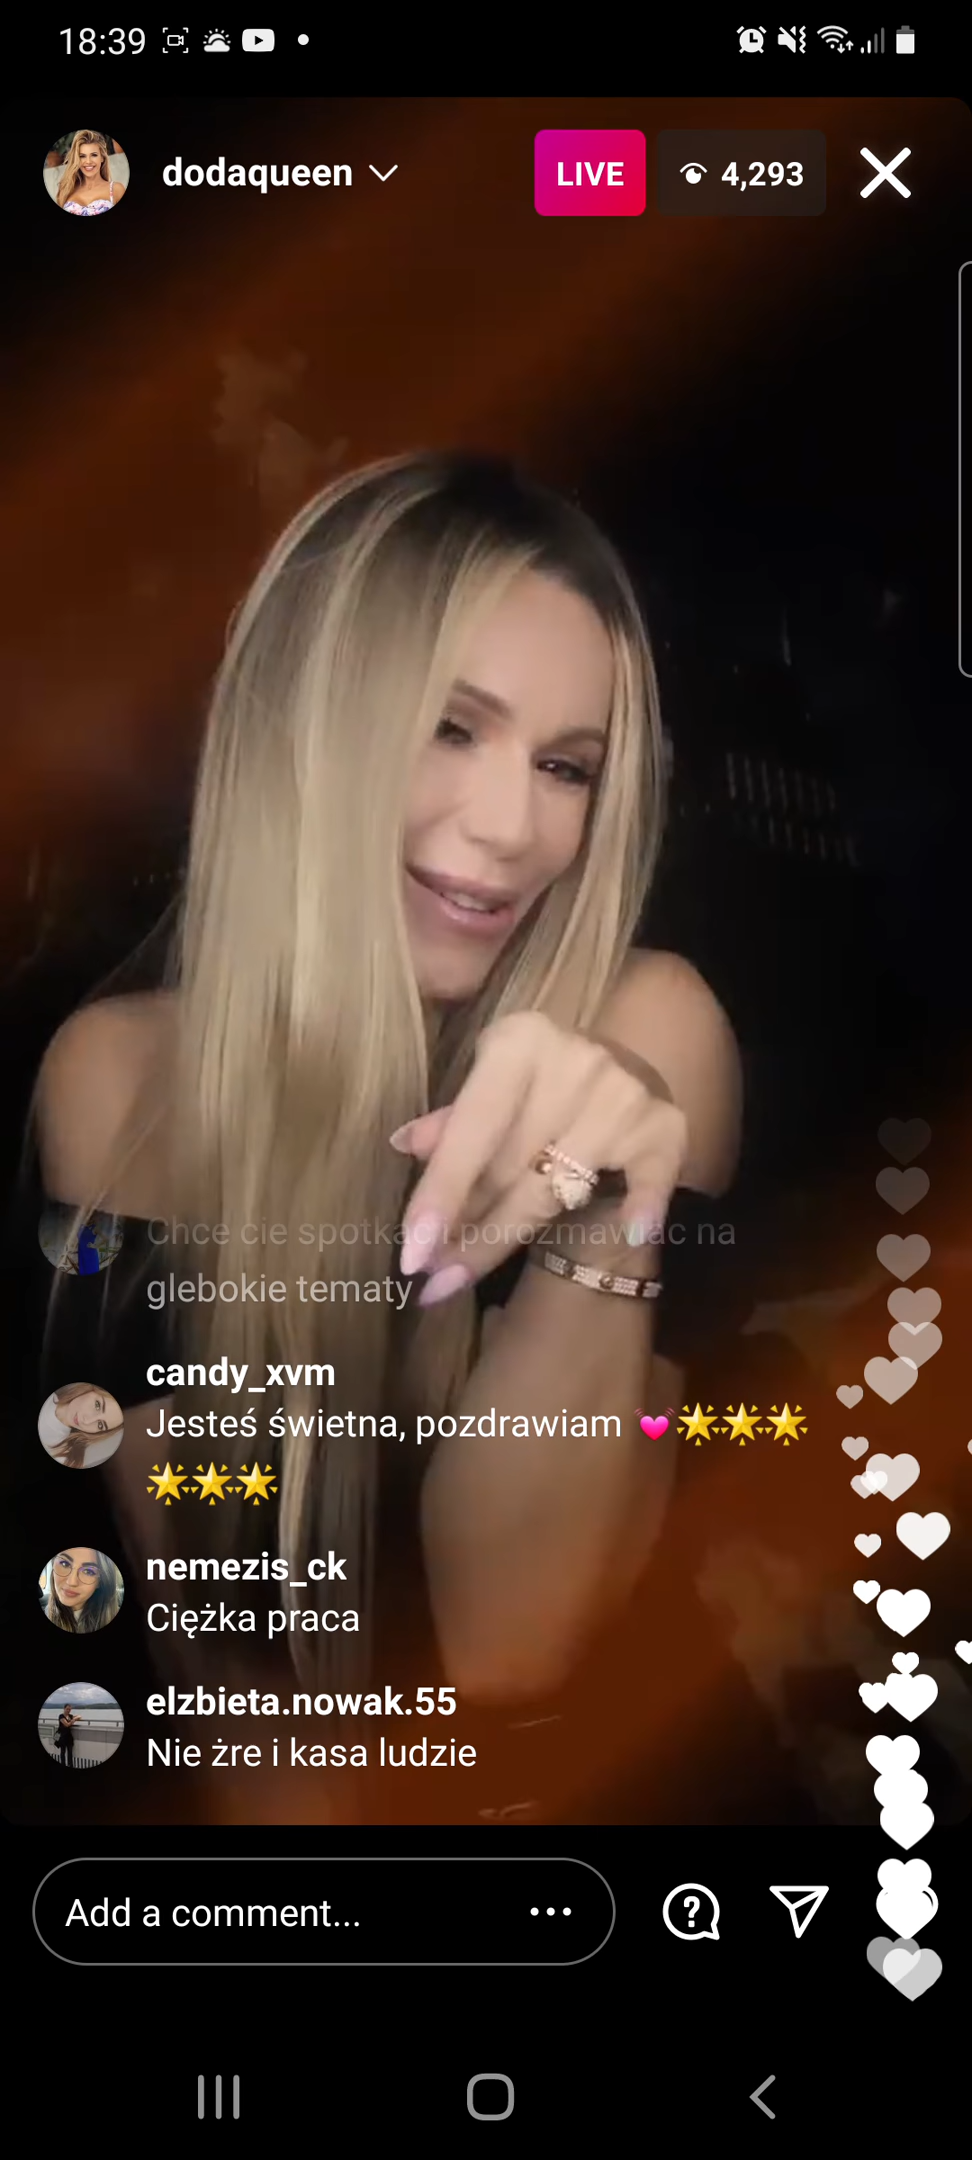 18:39
dodaqueen
LIVE
4,293
Chce cie spotkac i porozmawiac na
glebokie tematy
candy_xvm
Jesteś świetna, pozdrawiam 💓🌟🌟🌟
🌟🌟🌟
nemezis_ck
Ciężka praca
elzbieta.nowak.55
Nie żre i kasa ludzie
Add a comment...